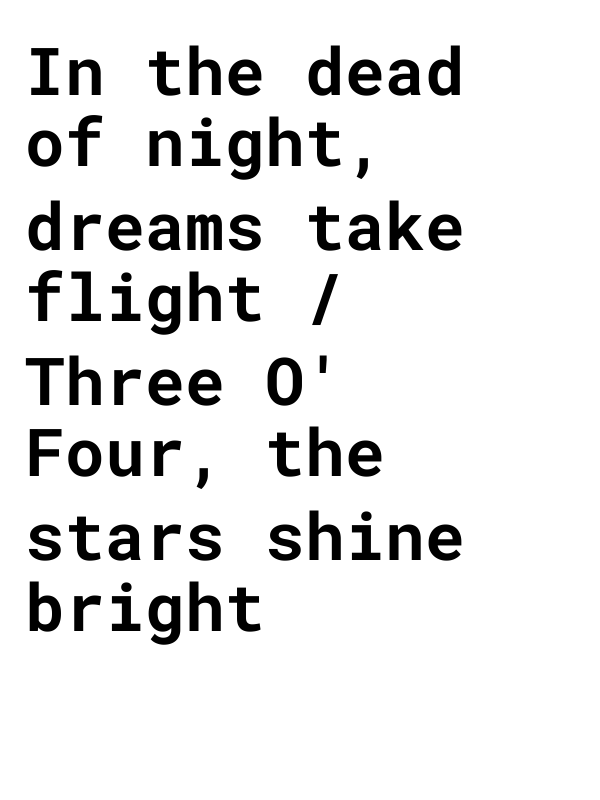 In the dead
of night,
dreams take
flight /
Three O'
Four, the
stars shine
bright